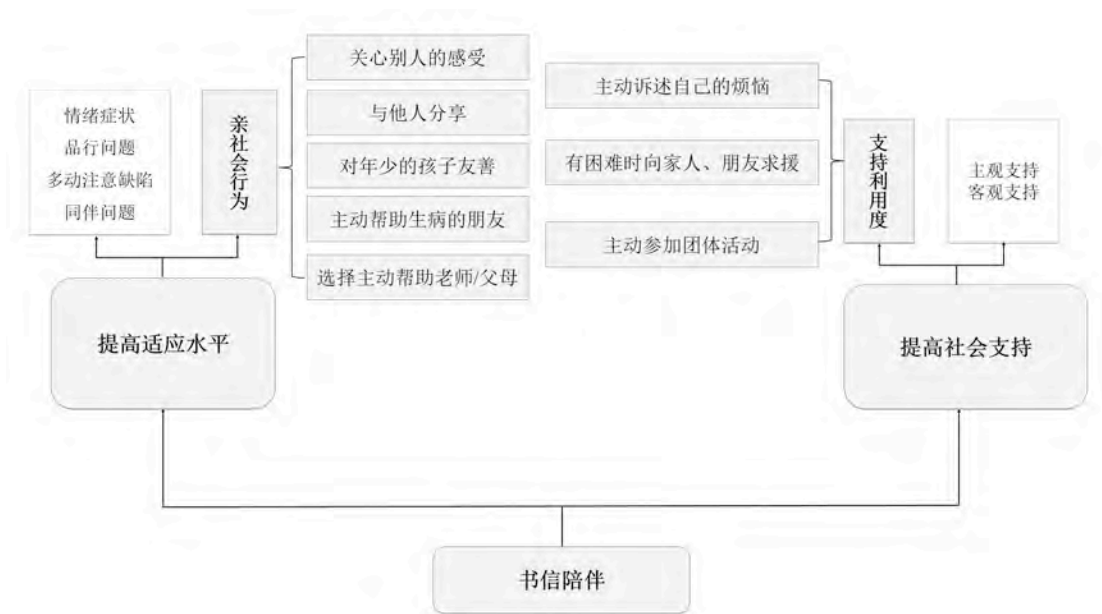 关心别人的感受
与他人分享
对年少的孩子友善
主动帮助生病的朋友
选择主动帮助老师/父母
情绪症状
品行问题
多动注意缺陷
同伴问题
亲社会行为
主动诉述自己的烦恼
有困难时向家人、朋友求援
主动参加团体活动
支持利用度
主观支持
客观支持
提高适应水平
提高社会支持
书信陪伴